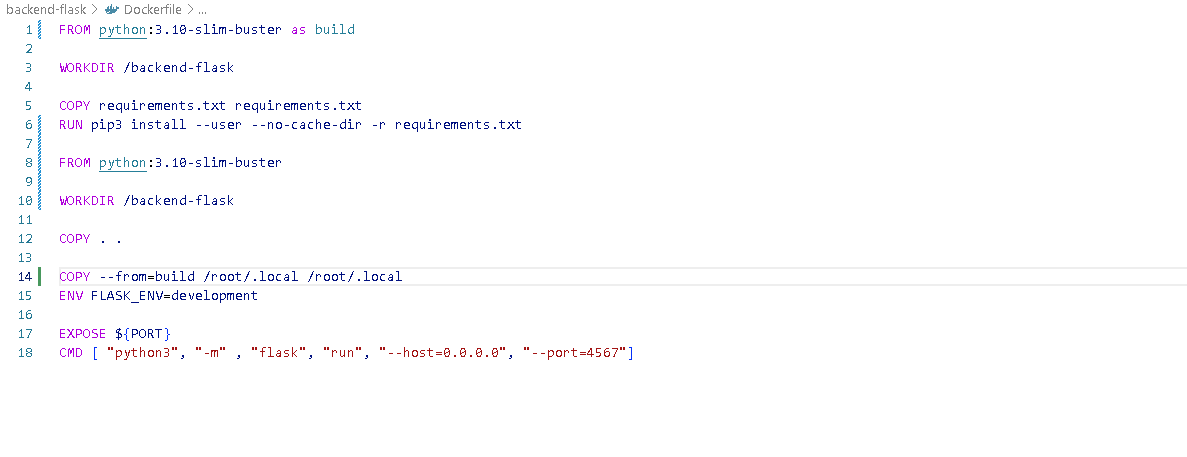 backend-flask > Dockerfile > ...
1 FROM python:3.10-slim-buster as build
2
3 WORKDIR /backend-flask
4
5 COPY requirements.txt requirements.txt
6 RUN pip3 install --user --no-cache-dir -r requirements.txt
7
8 FROM python:3.10-slim-buster
9
10 WORKDIR /backend-flask
11
12 COPY . .
13
14 COPY --from=build /root/.local /root/.local
15 ENV FLASK_ENV=development
16
17 EXPOSE ${PORT}
18 CMD [ "python3", "-m" , "flask", "run", "--host=0.0.0.0", "--port=4567"]